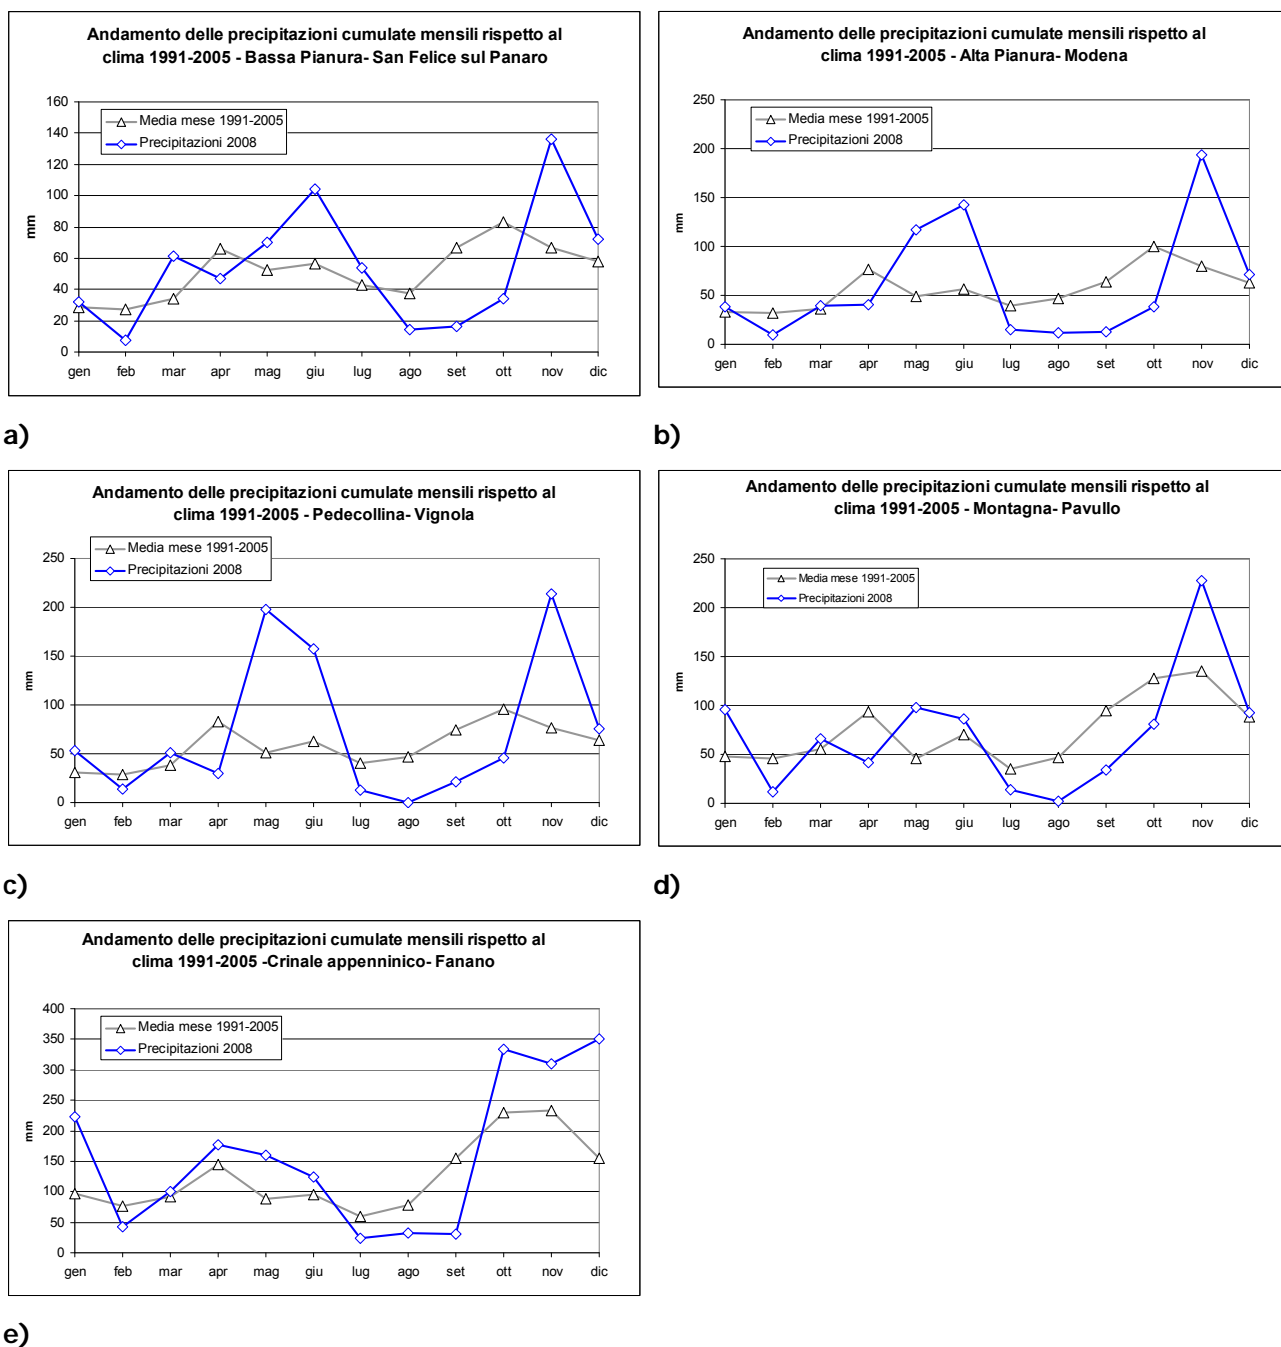 Andamento delle precipitazioni cumulate mensili rispetto al
clima 1991-2005 - Bassa Pianura- San Felice sul Panaro
160
140
120
100
80
60
40
20
0
mm
Media mese 1991-2005
Precipitazioni 2008
gen feb mar apr mag giu lug ago set ott nov dic
a)
Andamento delle precipitazioni cumulate mensili rispetto al
clima 1991-2005 - Alta Pianura- Modena
250
200
150
100
50
0
mm
Media mese 1991-2005
Precipitazioni 2008
gen feb mar apr mag giu lug ago set ott nov dic
b)
Andamento delle precipitazioni cumulate mensili rispetto al
clima 1991-2005 - Pedecollina- Vignola
250
200
150
100
50
0
mm
Media mese 1991-2005
Precipitazioni 2008
gen feb mar apr mag giu lug ago set ott nov dic
c)
Andamento delle precipitazioni cumulate mensili rispetto al
clima 1991-2005 - Montagna- Pavullo
250
200
150
100
50
0
mm
Media mese 1991-2005
Precipitazioni 2008
gen feb mar apr mag giu lug ago set ott nov dic
d)
Andamento delle precipitazioni cumulate mensili rispetto al
clima 1991-2005 -Crinale appenninico- Fanano
400
350
300
250
200
150
100
50
0
mm
Media mese 1991-2005
Precipitazioni 2008
gen feb mar apr mag giu lug ago set ott nov dic
e)